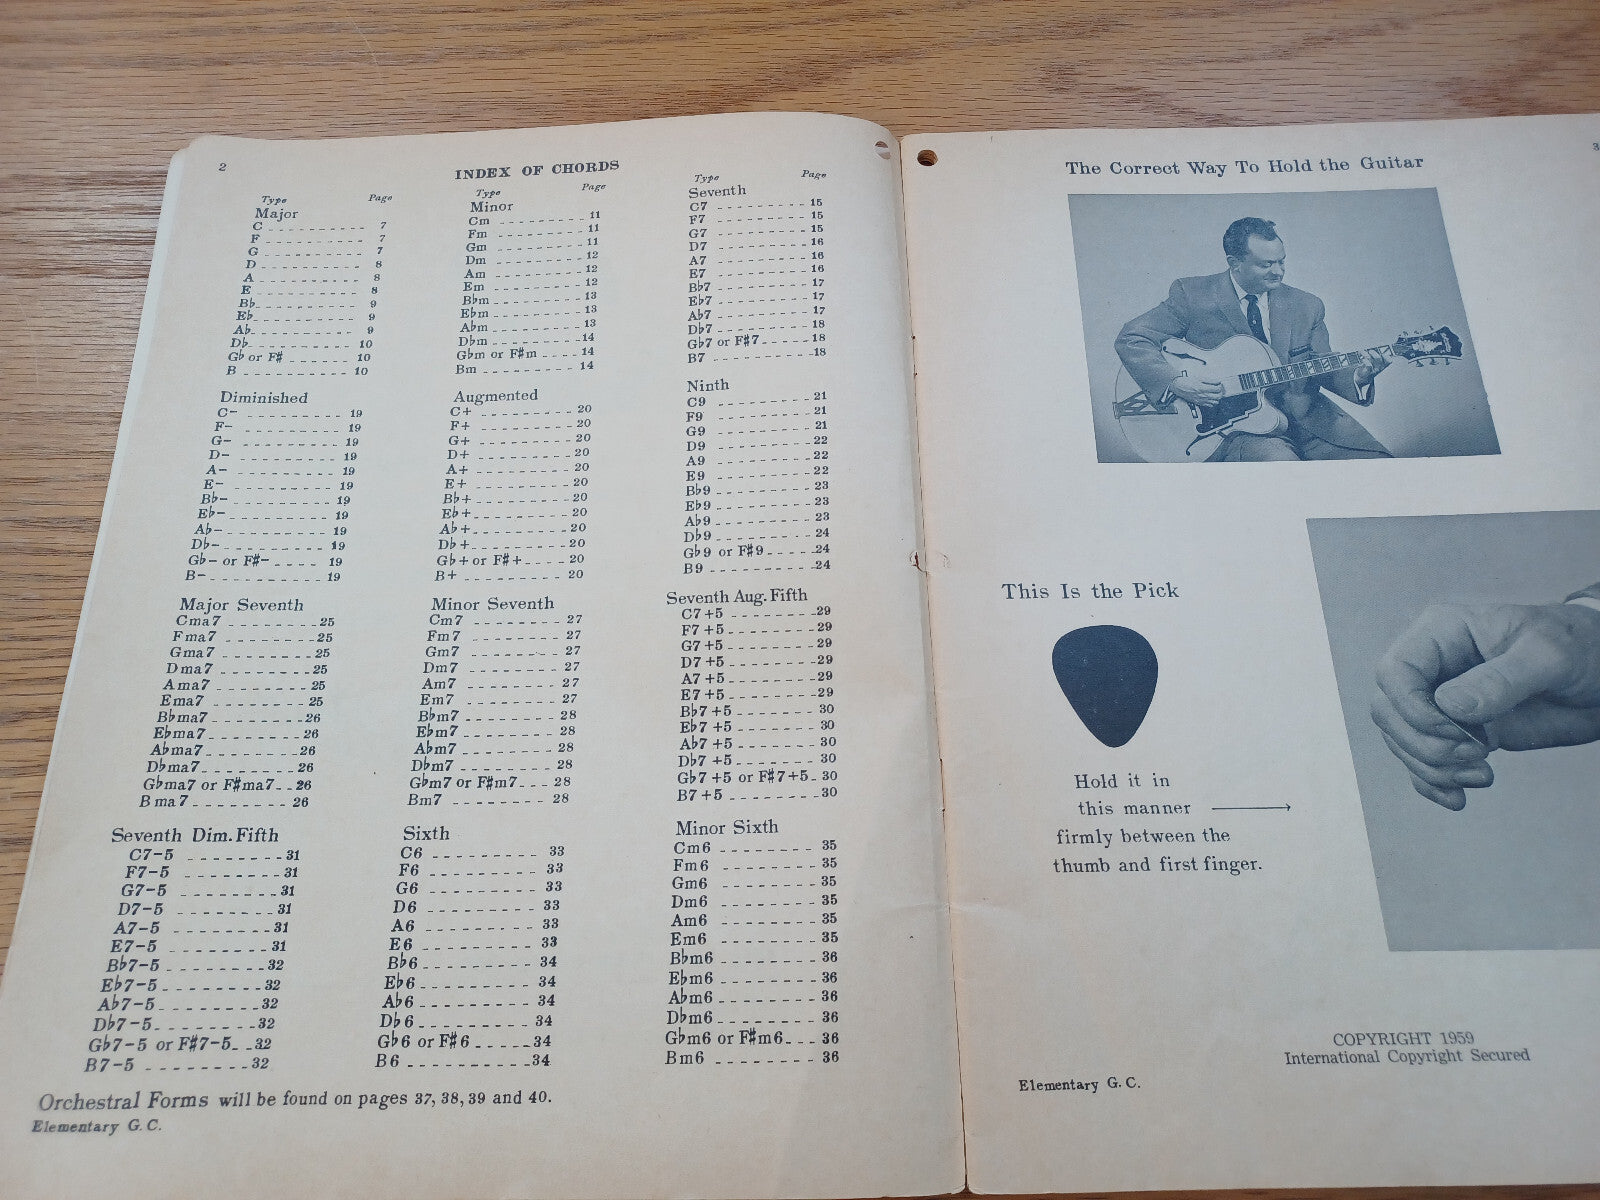 2
INDEX OF CHORDS
Type Page
Major
C 7
F 7
G 7
D 8
A 8
E 8
B♭ 9
E♭ 9
A♭ 9
D♭ 10
G♭ or F# 10
B 10
Type Page
Minor
Cm 11
Fm 11
Gm 11
Dm 12
Am 12
Em 12
B♭m 13
E♭m 13
A♭m 13
D♭m 14
G♭m or F#m 14
Bm 14
Type Page
Seventh
C7 15
F7 15
G7 15
D7 16
A7 16
E7 16
B♭7 17
E♭7 17
A♭7 17
D♭7 18
G♭7 or F#7 18
B7 18
Diminished
C- 19
F- 19
G- 19
D- 19
A- 19
E- 19
B♭- 19
E♭- 19
A♭- 19
D♭- 19
G♭- or F#- 19
B- 19
Augmented
C+ 20
F+ 20
G+ 20
D+ 20
A+ 20
E+ 20
B♭+ 20
E♭+ 20
A♭+ 20
D♭+ 20
G♭+ or F#+ 20
B+ 20
Ninth
C9 21
F9 21
G9 21
D9 22
A9 22
E9 22
B♭9 23
E♭9 23
A♭9 23
D♭9 24
G♭9 or F#9 24
B9 24
Major Seventh
Cma7 25
Fma7 25
Gma7 25
Dma7 25
Ama7 25
Ema7 25
B♭ma7 26
E♭ma7 26
A♭ma7 26
D♭ma7 26
G♭ma7 or F#ma7 26
Bma7 26
Minor Seventh
Cm7 27
Fm7 27
Gm7 27
Dm7 27
Am7 27
Em7 27
B♭m7 28
E♭m7 28
A♭m7 28
D♭m7 28
G♭m7 or F#m7 28
Bm7 28
Seventh Aug. Fifth
C7+5 29
F7+5 29
G7+5 29
D7+5 29
A7+5 29
E7+5 29
B♭7+5 30
E♭7+5 30
A♭7+5 30
D♭7+5 30
G♭7+5 or F#7+5 30
B7+5 30
Seventh Dim. Fifth
C7-5 31
F7-5 31
G7-5 31
D7-5 31
A7-5 31
E7-5 31
B♭7-5 32
E♭7-5 32
A♭7-5 32
D♭7-5 32
G♭7-5 or F#7-5 32
B7-5 32
Sixth
C6 33
F6 33
G6 33
D6 33
A6 33
E6 33
B♭6 34
E♭6 34
A♭6 34
D♭6 34
G♭6 or F#6 34
B6 34
Minor Sixth
Cm6 35
Fm6 35
Gm6 35
Dm6 35
Am6 35
Em6 35
B♭m6 36
E♭m6 36
A♭m6 36
D♭m6 36
G♭m6 or F#m6 36
Bm6 36
Orchestral Forms will be found on pages 37, 38, 39 and 40.
Elementary G. C.
3
The Correct Way To Hold the Guitar
This Is the Pick
Hold it in
this manner
firmly between the
thumb and first finger.
COPYRIGHT 1959
International Copyright Secured
Elementary G. C.